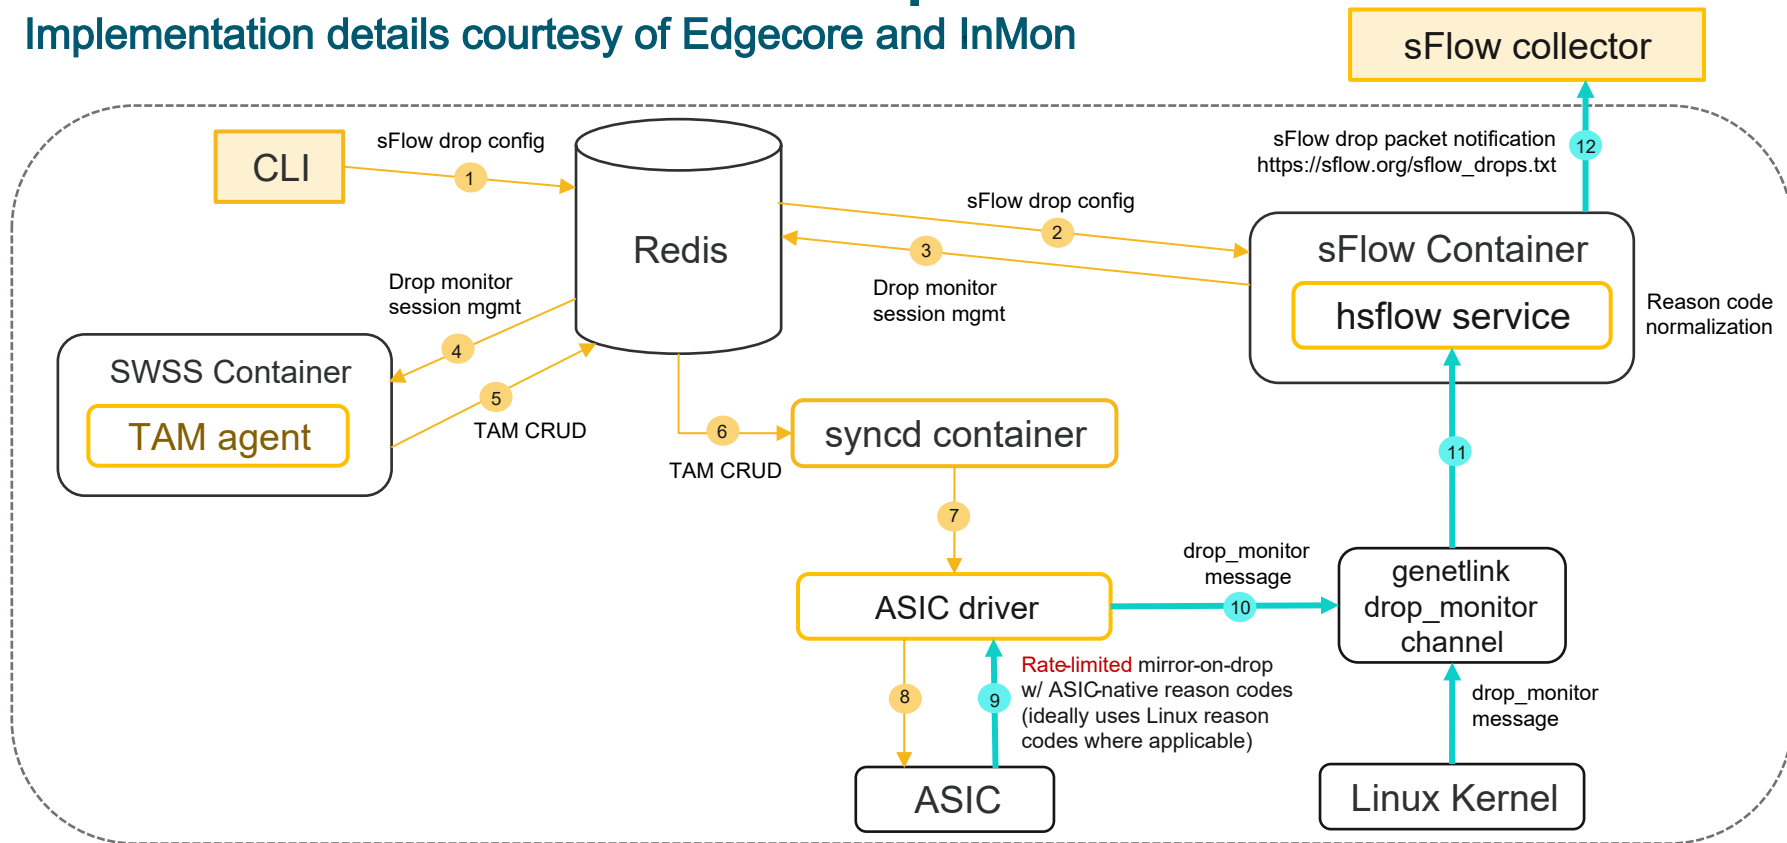 Implementation details courtesy of Edgecore and InMon
sFlow collector
CLI
sFlow drop config
1
Redis
sFlow drop config
2
3
Drop monitor
session mgmt
sFlow drop packet notification
https://sflow.org/sflow_drops.txt
12
sFlow Container
hsflow service
Reason code
normalization
Drop monitor
session mgmt
4
SWSS Container
TAM agent
5
TAM CRUD
6
TAM CRUD
syncd container
7
11
ASIC driver
drop_monitor
message
10
genetlink
drop_monitor
channel
8
9
Rate-limited mirror-on-drop
w/ ASIC-native reason codes
(ideally uses Linux reason
codes where applicable)
drop_monitor
message
ASIC
Linux Kernel